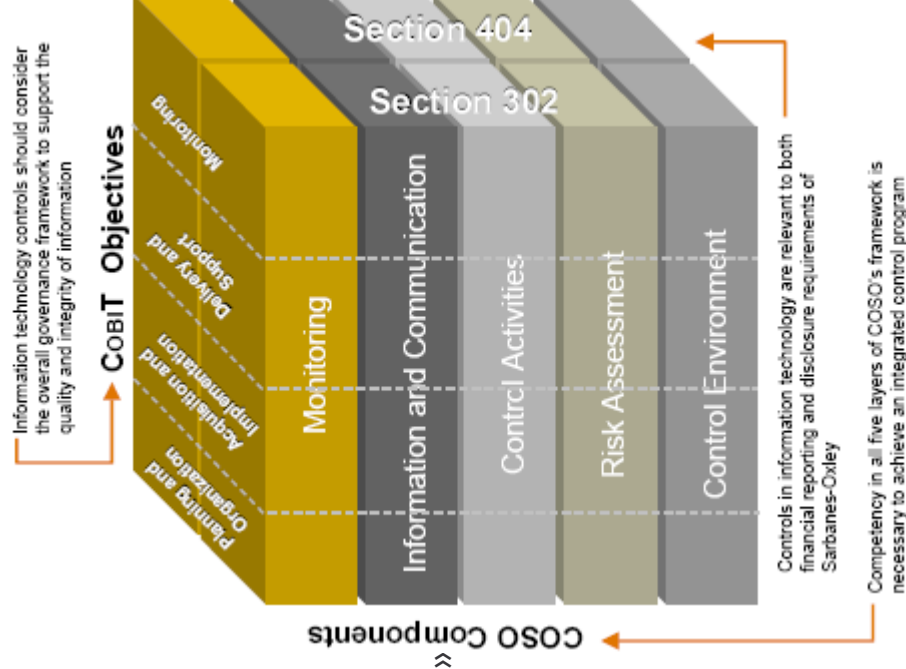 Information technology controls should consider
the overall governance framework to support the
quality and integrity of information
COBIT Objectives
Planning and
Organization
Acquisition and
Implementation
Delivery and
Support
Monitoring
Section 302
Section 404
COSO Components
Monitoring
Information and Communication
Control Activities
Risk Assessment
Control Environment
Controls in information technology are relevant to both
financial reporting and disclosure requirements of
Sarbanes-Oxley
Competency in all five layers of COSO's framework is
necessary to achieve an integrated control program